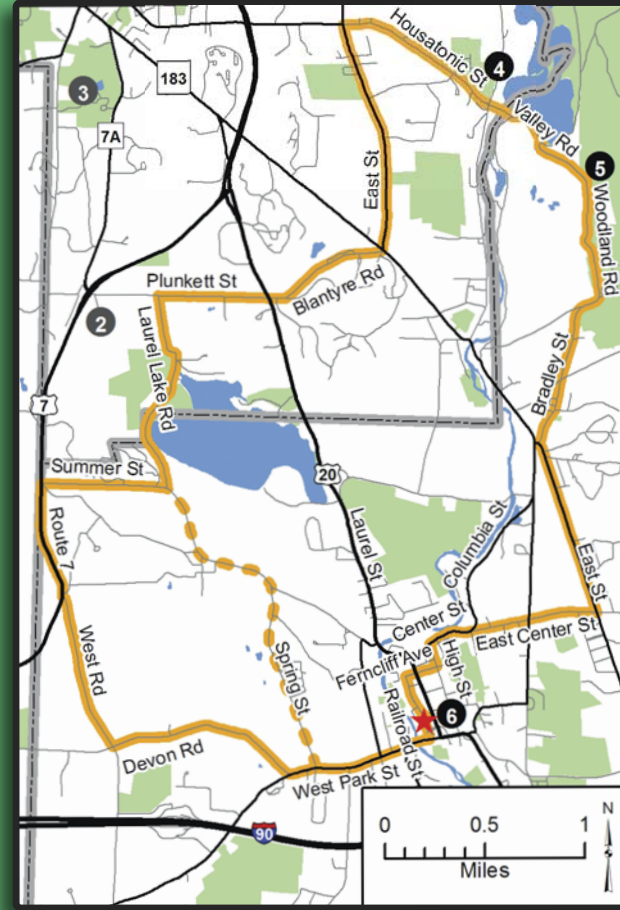 Housatonic St
4
3
183
Valley Rd
7A
5
East St
Woodland Rd
Plunkett St
Blantyre Rd
2
Laurel Lake Rd
Bradley St
7
Summer St
20
Route 7
Laurel St
Columbia St
East St
Center St
East Center St
West Rd
Spring St
Ferncliff Ave
High St
Railroad St
6
Devon Rd
West Park St
90
0 0.5 1
Miles
N